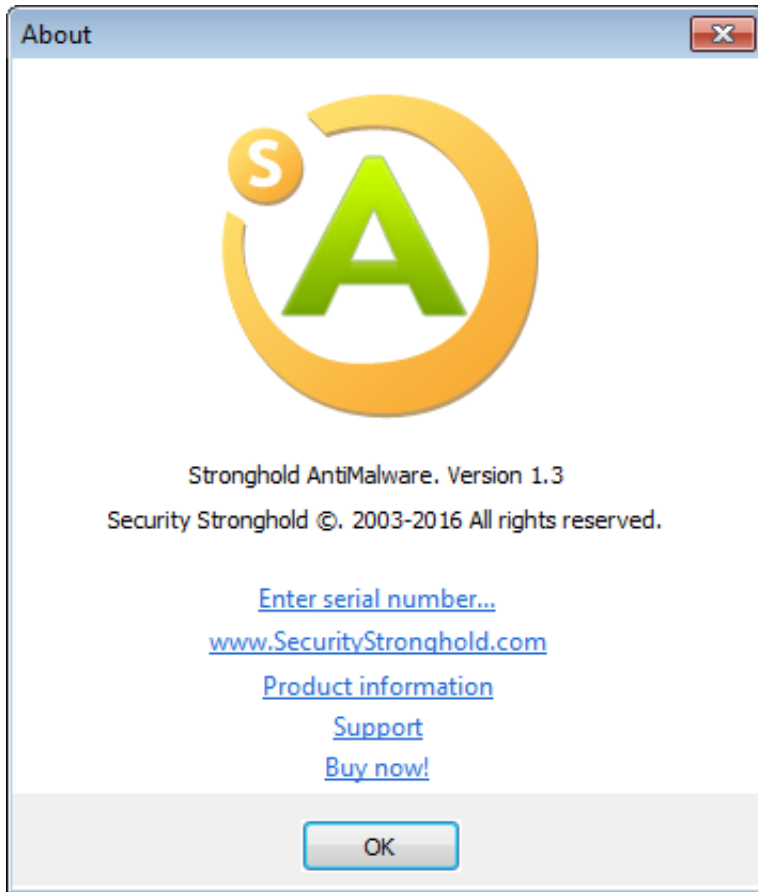 About
S
A
Stronghold AntiMalware. Version 1.3
Security Stronghold ©. 2003-2016 All rights reserved.
Enter serial number...
www.SecurityStronghold.com
Product information
Support
Buy now!
OK